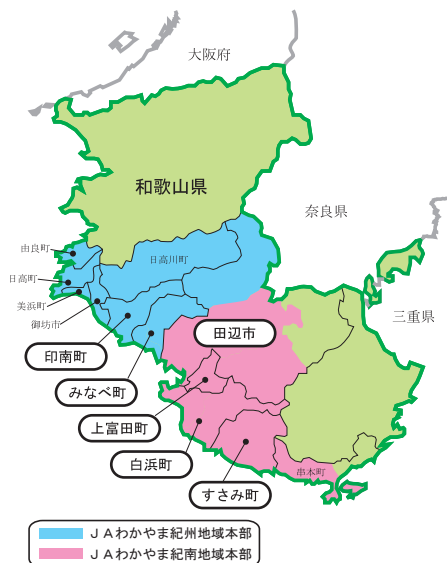 大阪府
和歌山県
奈良県
由良町
日高川町
日高町
美浜町
三重県
御坊市
田辺市
印南町
みなべ町
上富田町
白浜町
串本町
すさみ町
ＪＡわかやま紀州地域本部
ＪＡわかやま紀南地域本部